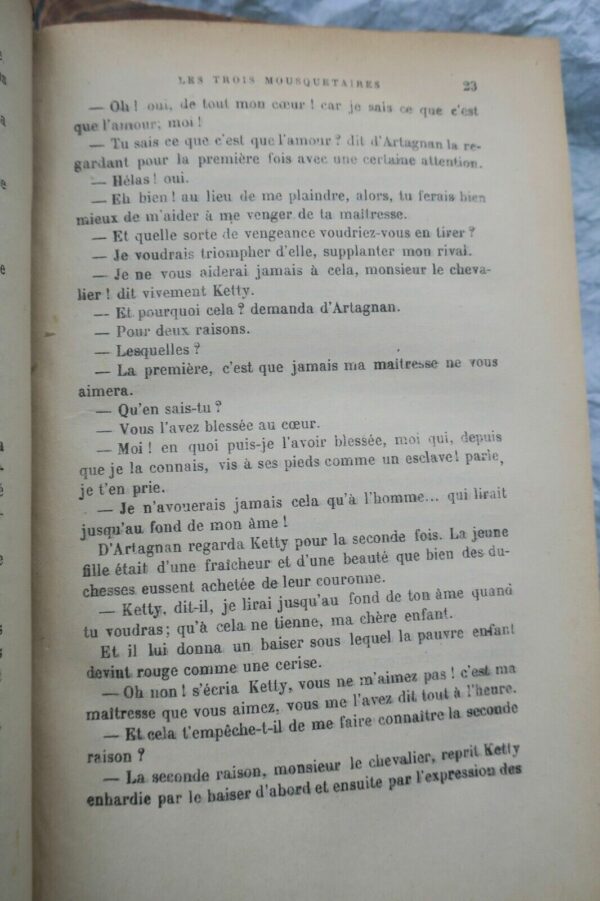 LES TROIS MOUSQUETAIRES 23
— Oh ! oui, de tout mon cœur ! car je sais ce que c'est
que l'amour, moi !
— Tu sais ce que c'est que l'amour ? dit d'Artagnan la re-
gardant pour la première fois avec une certaine attention.
— Hélas ! oui.
— Eh bien ! au lieu de me plaindre, alors, tu ferais bien
mieux de m'aider à me venger de ta maîtresse.
— Et quelle sorte de vengeance voudriez-vous en tirer ?
— Je voudrais triompher d'elle, supplanter mon rival.
— Je ne vous aiderai jamais à cela, monsieur le cheva-
lier ! dit vivement Ketty.
— Et pourquoi cela ? demanda d'Artagnan.
— Pour deux raisons.
— Lesquelles ?
— La première, c'est que jamais ma maîtresse ne vous
aimera.
— Qu'en sais-tu ?
— Vous l'avez blessée au cœur.
— Moi ! en quoi puis-je l'avoir blessée, moi qui, depuis
que je la connais, vis à ses pieds comme un esclave ! parle,
je t'en prie.
— Je n'avouerais jamais cela qu'à l'homme... qui lirait
jusqu'au fond de mon âme !
D'Artagnan regarda Ketty pour la seconde fois. La jeune
fille était d'une fraîcheur et d'une beauté que bien des du-
chesses eussent achetée de leur couronne.
— Ketty, dit-il, je lirai jusqu'au fond de ton âme quand
tu voudras ; qu'à cela ne tienne, ma chère enfant.
Et il lui donna un baiser sous lequel la pauvre enfant
devint rouge comme une cerise.
— Oh non ! s'écria Ketty, vous ne m'aimez pas ! c'est ma
maîtresse que vous aimez, vous me l'avez dit tout à l'heure.
— Et cela t'empêche-t-il de me faire connaître la seconde
raison ?
— La seconde raison, monsieur le chevalier, reprit Ketty
enhardie par le baiser d'abord et ensuite par l'expression des